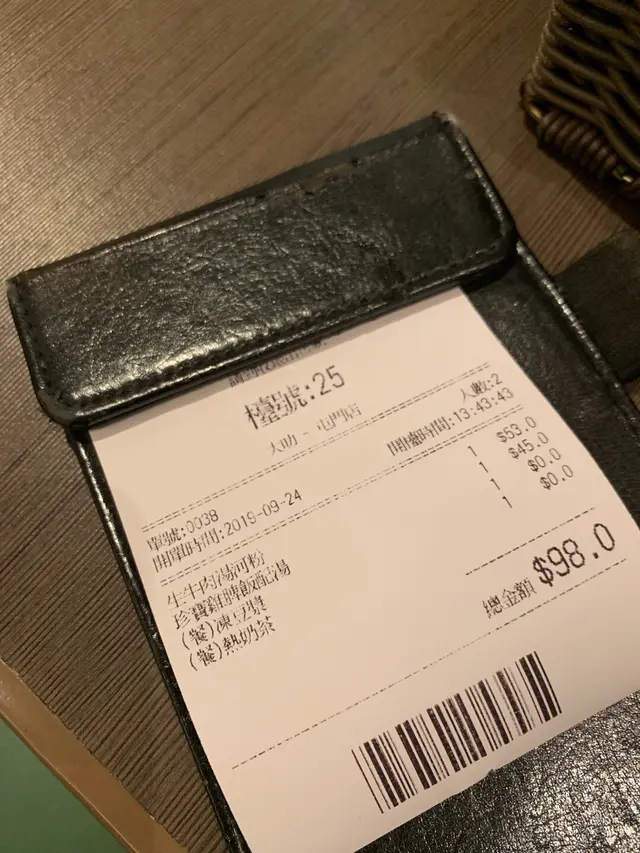 檯號:25
大叻 - 屯門店
人數:2
單號:0038
開檯時間:13:43:43
開單時間:2019-09-24
生牛肉湯河粉 1 $53.0
珍寶雞髀飯配湯 1 $45.0
(餐)凍豆漿 1 $0.0
(餐)熱奶茶 1 $0.0
總金額 $98.0